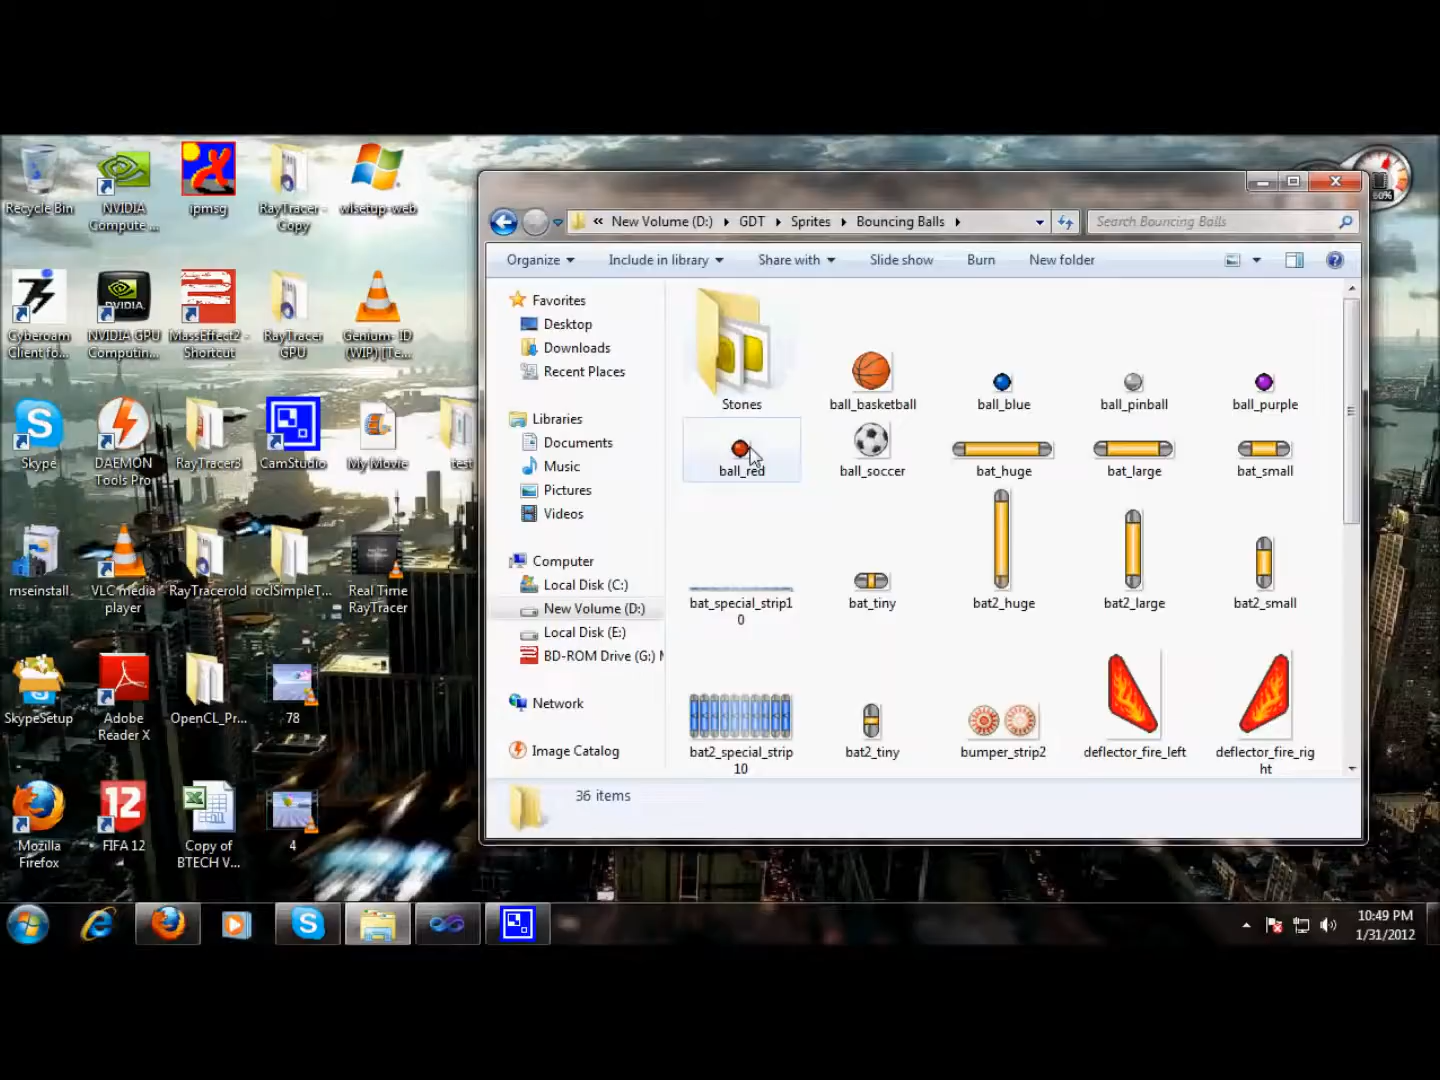 Recycle Bin
NVIDIA
Compute ...
ipmsg
RayTracer -
Copy
wlsetup-web
Cyberoam
Client fo...
NVIDIA GPU
Computin...
MassEffect2 -
Shortcut
RayTracer
GPU
Genium- ID
(WIP) [Te...
Skype
DAEMON
Tools Pro
RayTracer3
CamStudio
My Movie
test
mseinstall
VLC media
player
RayTracerold
oclSimpleT...
Real Time
RayTracer
SkypeSetup
Adobe
Reader X
OpenCL_Pr...
78
Mozilla
Firefox
12
FIFA 12
Copy of
BTECH V...
4
60%
« New Volume (D:) GDT Sprites Bouncing Balls
Search Bouncing Balls
Organize Include in library Share with Slide show Burn New folder
Favorites
Desktop
Downloads
Recent Places
Libraries
Documents
Music
Pictures
Videos
Computer
Local Disk (C:)
New Volume (D:)
Local Disk (E:)
BD-ROM Drive (G:) M
Network
Image Catalog
Stones
ball_basketball
ball_blue
ball_pinball
ball_purple
ball_red
ball_soccer
bat_huge
bat_large
bat_small
bat_special_strip1
0
bat_tiny
bat2_huge
bat2_large
bat2_small
bat2_special_strip
10
bat2_tiny
bumper_strip2
deflector_fire_left
deflector_fire_rig
ht
36 items
10:49 PM
1/31/2012